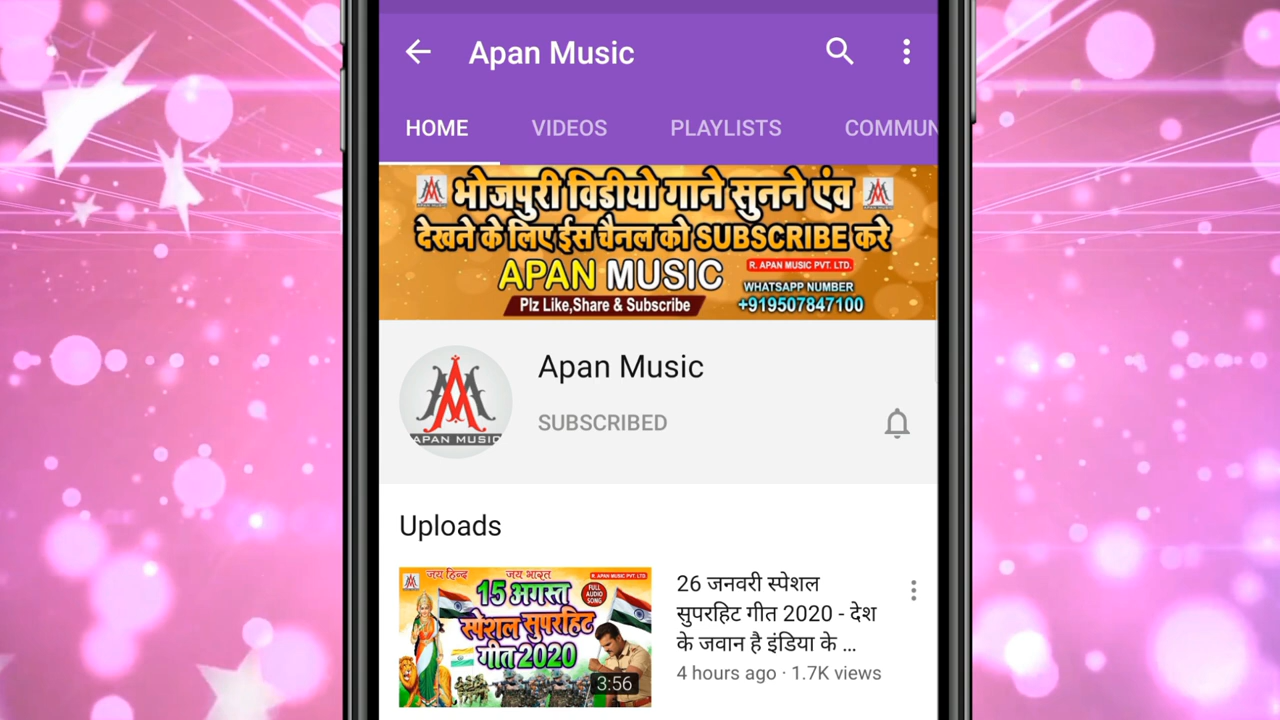 Apan Music
HOME VIDEOS PLAYLISTS COMMUN
भोजपुरी विडीयो गाने सुनने एंव
देखने के लिए ईस चैनल को SUBSCRIBE करे
APAN MUSIC
R. APAN MUSIC PVT. LTD.
WHATSAPP NUMBER
+919507847100
Plz Like,Share & Subscribe
Apan Music
SUBSCRIBED
APAN MUSIC
Uploads
जय हिन्द जय भारत
R. APAN MUSIC PVT. LTD.
15 अगस्त
FULL
AUDIO
SONG
स्पेशल सुपरहिट
गीत 2020
3:56
26 जनवरी स्पेशल
सुपरहिट गीत 2020 - देश
के जवान है इंडिया के ...
4 hours ago · 1.7K views